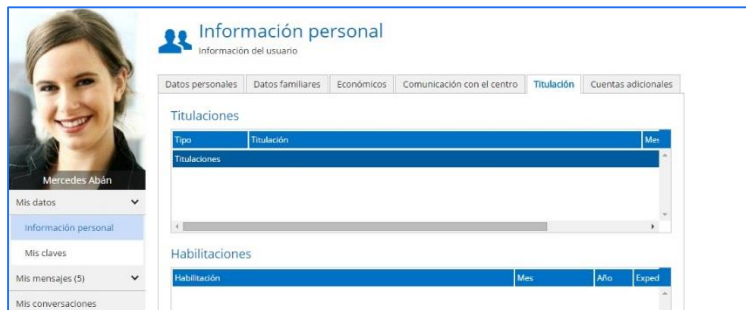 Información personal
Información del usuario
Datos personales Datos familiares Económicos Comunicación con el centro Titulación Cuentas adicionales
Titulaciones
Tipo Titulación Mes
Titulaciones
Mercedes Abán
Mis datos
Información personal
Mis claves
Mis mensajes (5)
Mis conversaciones
Habilitaciones
Habilitación Mes Año Exped